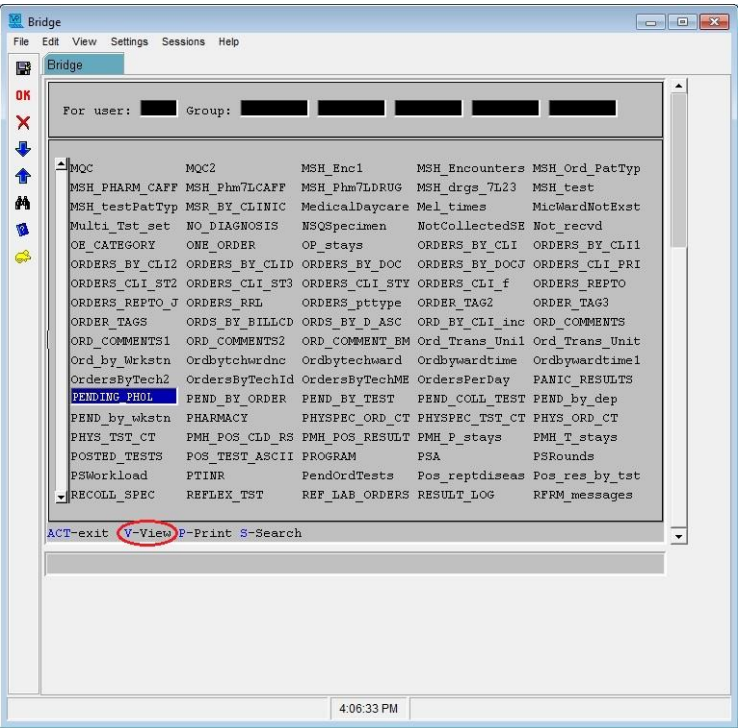 Bridge
File Edit View Settings Sessions Help
Bridge
OK
For user: Group:
MQC MQC2 MSH_Enc1 MSH_Encounters MSH_Ord_PatTyp
MSH_PHARM_CAFF MSH_Phm7LCAFF MSH_Phm7LDRUG MSH_drgs_7L23 MSH_test
MSH_testPatTyp MSR_BY_CLINIC MedicalDaycare Mel_times MicWardNotExst
Multi_Tst_set NO_DIAGNOSIS NSQSpecimen NotCollectedSE Not_recvd
OE_CATEGORY ONE_ORDER OP_stays ORDERS_BY_CLI ORDERS_BY_CLI1
ORDERS_BY_CLI2 ORDERS_BY_CLID ORDERS_BY_DOC ORDERS_BY_DOCJ ORDERS_CLI_PRI
ORDERS_CLI_ST2 ORDERS_CLI_ST3 ORDERS_CLI_STY ORDERS_CLI_f ORDERS_REPTO
ORDERS_REPTO_J ORDERS_RRL ORDERS_pttype ORDER_TAG2 ORDER_TAG3
ORDER_TAGS ORDS_BY_BILLCD ORDS_BY_D_ASC ORD_BY_CLI_inc ORD_COMMENTS
ORD_COMMENTS1 ORD_COMMENTS2 ORD_COMMENT_BM Ord_Trans_Uni1 Ord_Trans_Unit
Ord_by_Wrkstn Ordbytchwrdnc Ordbytechward Ordbywardtime Ordbywardtime1
OrdersByTech2 OrdersByTechId OrdersByTechME OrdersPerDay PANIC_RESULTS
PENDING_PHOL PEND_BY_ORDER PEND_BY_TEST PEND_COLL_TEST PEND_by_dep
PEND_by_wkstn PHARMACY PHYSPEC_ORD_CT PHYSPEC_TST_CT PHYS_ORD_CT
PHYS_TST_CT PMH_POS_CLD_RS PMH_POS_RESULT PMH_P_stays PMH_T_stays
POSTED_TESTS POS_TEST_ASCII PROGRAM PSA PSRounds
PSWorkload PTINR PendOrdTests Pos_reptdiseas Pos_res_by_tst
RECOLL_SPEC REFLEX_TST REF_LAB_ORDERS RESULT_LOG RFRM_messages
ACT-exit V-View P-Print S-Search
4:06:33 PM